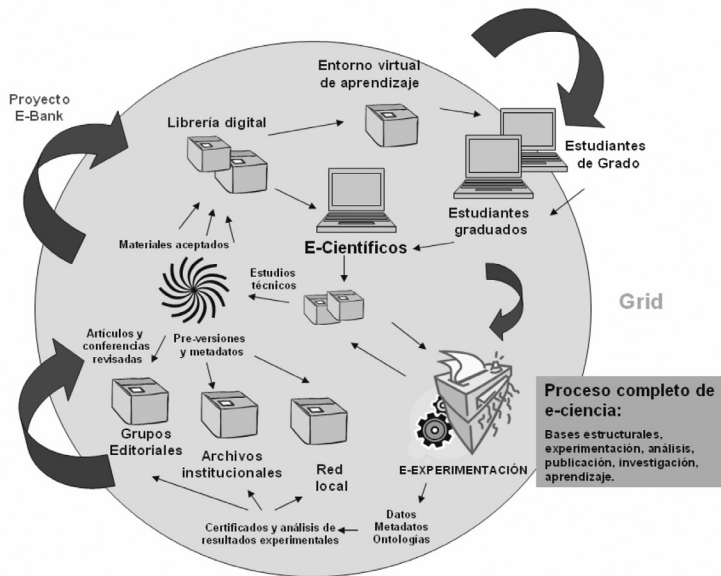 Proyecto
E-Bank
Entorno virtual
de aprendizaje
Librería digital
Estudiantes
de Grado
Estudiantes
graduados
E-Científicos
Materiales aceptados
Estudios
técnicos
Grid
Artículos y
conferencias
revisadas
Pre-versiones
y metadatos
Grupos
Editoriales
Archivos
institucionales
Red
local
E-EXPERIMENTACIÓN
Proceso completo de
e-ciencia:
Bases estructurales,
experimentación, análisis,
publicación, investigación,
aprendizaje.
Certificados y análisis de
resultados experimentales
Datos
Metadatos
Ontologías